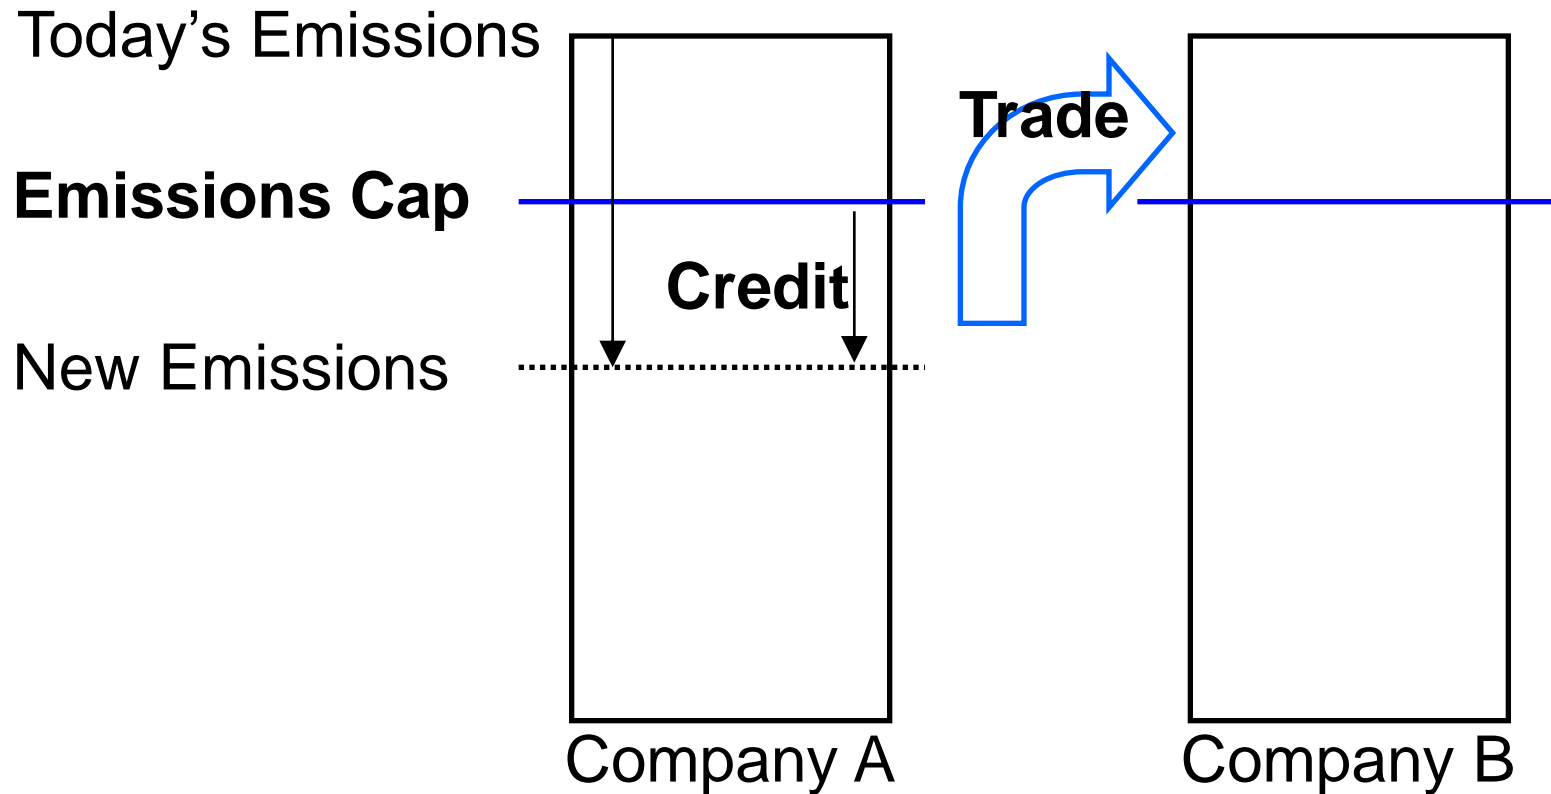 Today’s Emissions
Trade
Emissions Cap
Credit
New Emissions
Company A
Company B